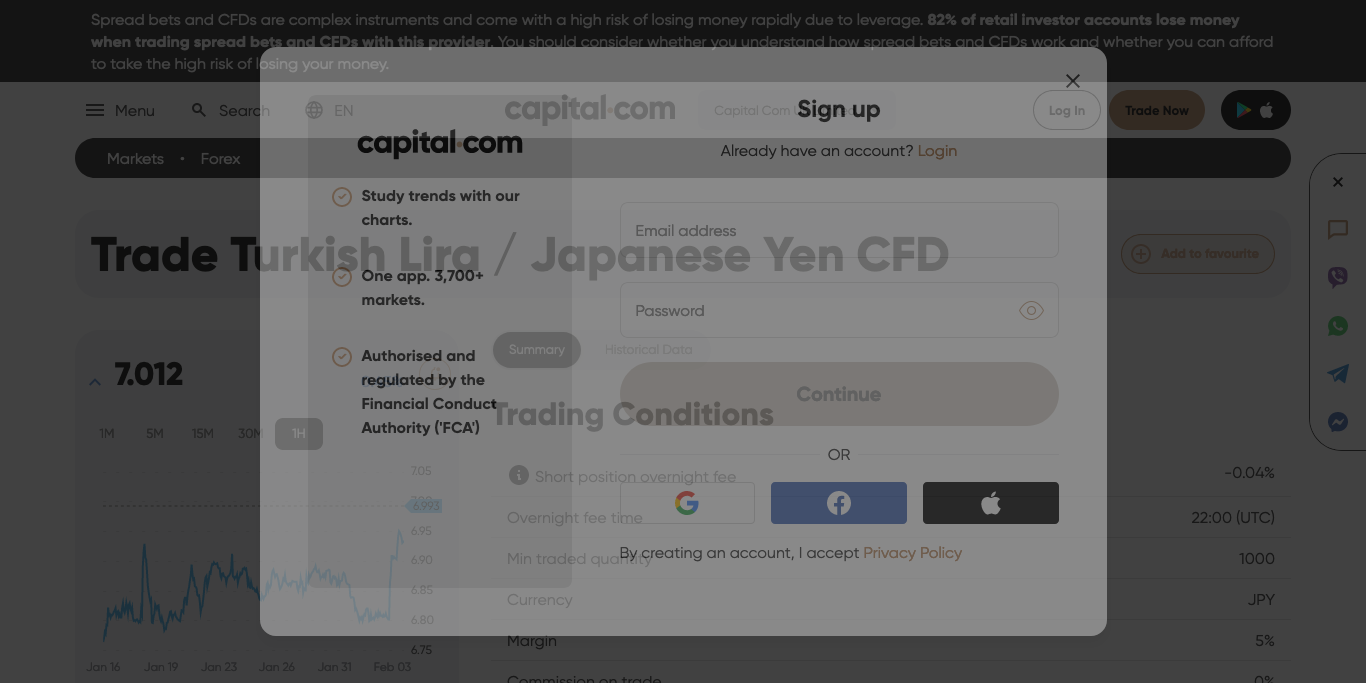 Spread bets and CFDs are complex instruments and come with a high risk of losing money rapidly due to leverage. 82% of retail investor accounts lose money
when trading spread bets and CFDs with this provider. You should consider whether you understand how spread bets and CFDs work and whether you can afford
to take the high risk of losing your money.
Menu
Search
EN
capital.com
Capital Com
Log In
Trade Now
Markets
Forex
Trade Turkish Lira / Japanese Yen CFD
Add to favourite
capital.com
Study trends with our
charts.
One app. 3,700+
markets.
Authorised and
regulated by the
Financial Conduct
Authority ('FCA')
Sign up
Already have an account? Login
Email address
Password
Continue
OR
By creating an account, I accept Privacy Policy
7.012
1M 5M 15M 30M 1H
7.05
6.993
6.95
6.90
6.85
6.80
6.75
Jan 16 Jan 19 Jan 23 Jan 26 Jan 31 Feb 03
Summary
Historical Data
Trading Conditions
Short position overnight fee -0.04%
Overnight fee time 22:00 (UTC)
Min traded quantity 1000
Currency JPY
Margin 5%
Commission on trade 0%